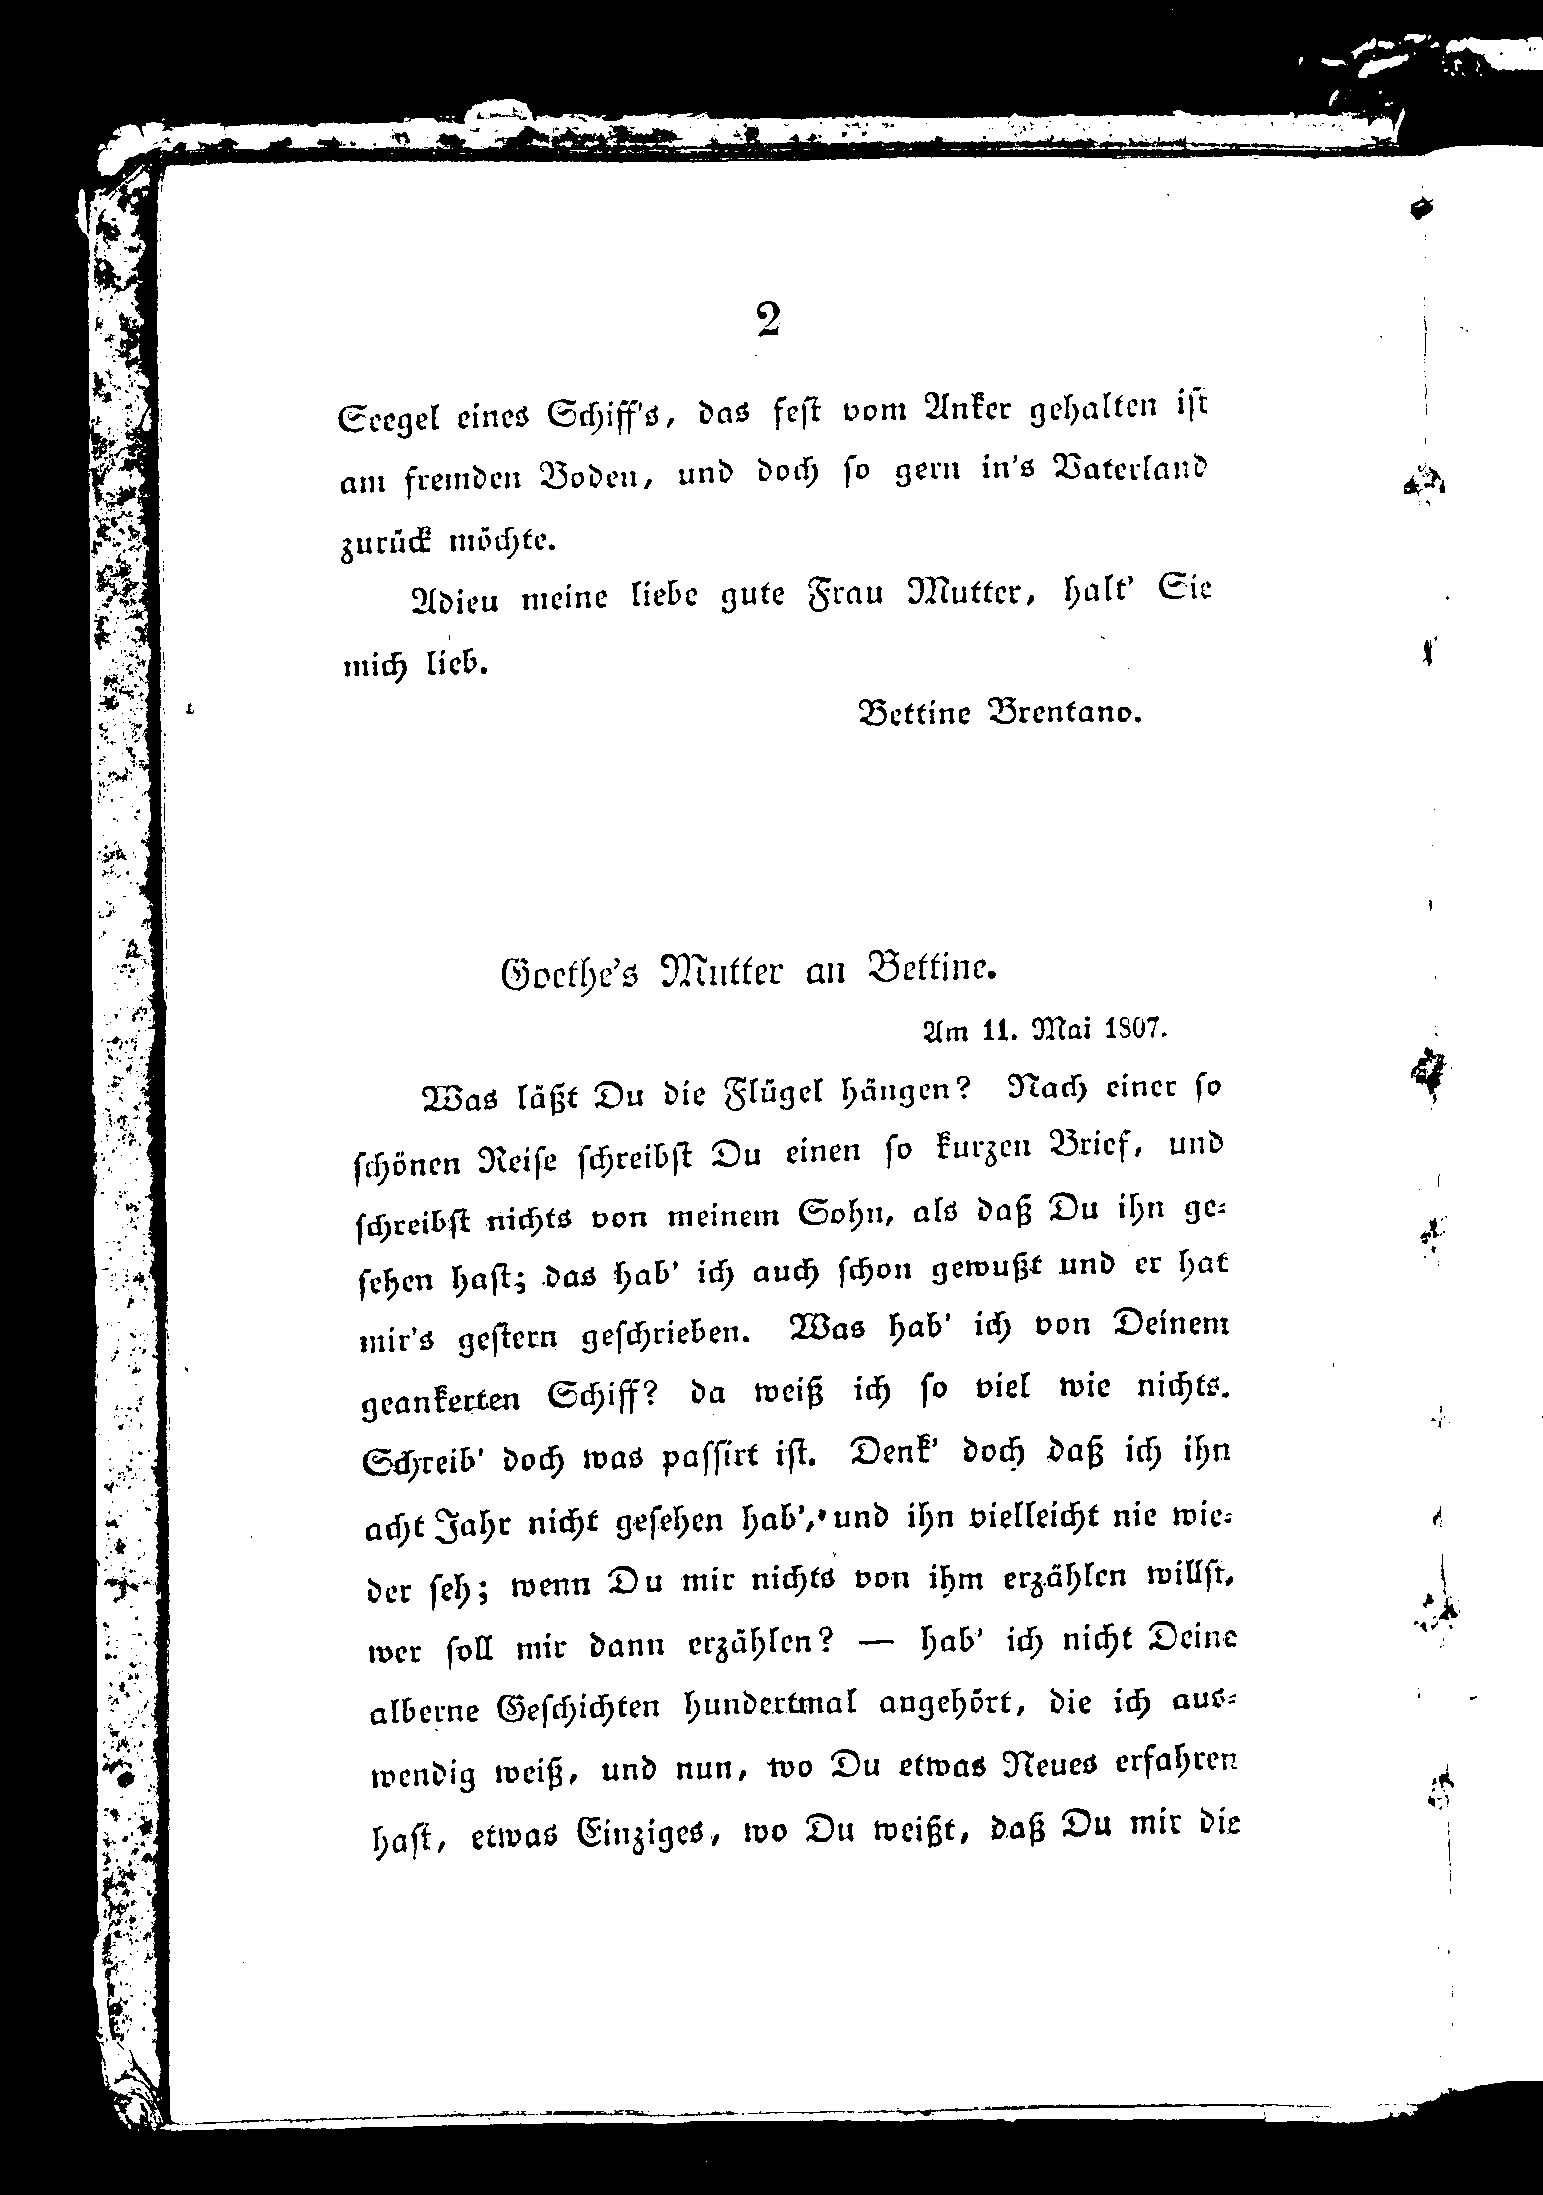 2
Seegel eines Schiff's, das feſt vom Anker gehalten iſt
am fremden Boden, und doch ſo gern in's Vaterland
zurück möchte.
Adieu meine liebe gute Frau Mutter, halt' Sie
mich lieb.
Bettine Brentano.
Goethe's Mutter an Bettine.
Am 11. Mai 1807.
Was läßt Du die Flügel hängen? Nach einer ſo
ſchönen Reiſe ſchreibſt Du einen ſo kurzen Brief, und
ſchreibſt nichts von meinem Sohn, als daß Du ihn ge-
ſehen haſt; das hab' ich auch ſchon gewußt und er hat
mir's geſtern geſchrieben. Was hab' ich von Deinem
geankerten Schiff? da weiß ich ſo viel wie nichts.
Schreib' doch was paſſirt iſt. Denk' doch daß ich ihn
acht Jahr nicht geſehen hab', und ihn vielleicht nie wie-
der ſeh; wenn Du mir nichts von ihm erzählen willſt,
wer ſoll mir dann erzählen? — hab' ich nicht Deine
alberne Geſchichten hundertmal angehört, die ich aus-
wendig weiß, und nun, wo Du etwas Neues erfahren
haſt, etwas Einziges, wo Du weißt, daß Du mir die